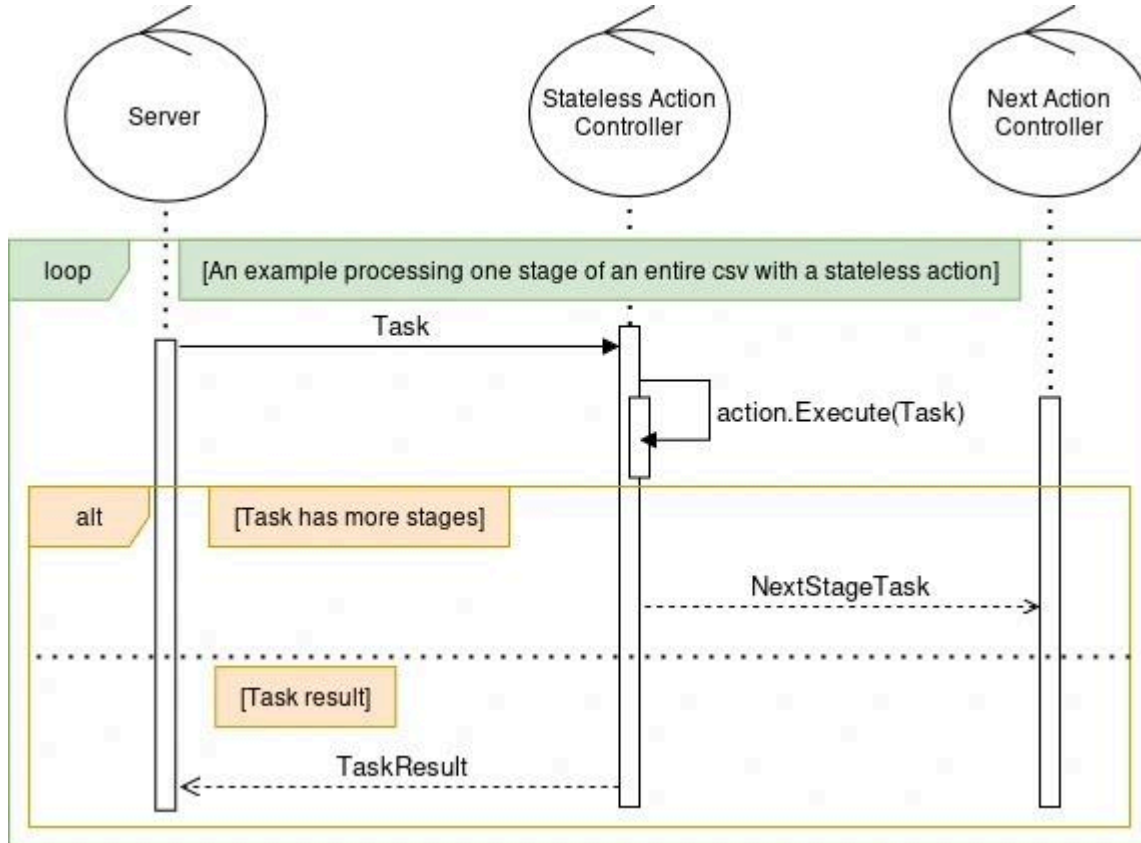 Server
Stateless Action
Controller
Next Action
Controller
loop
[An example processing one stage of an entire csv with a stateless action]
Task
action.Execute(Task)
alt
[Task has more stages]
NextStageTask
[Task result]
TaskResult